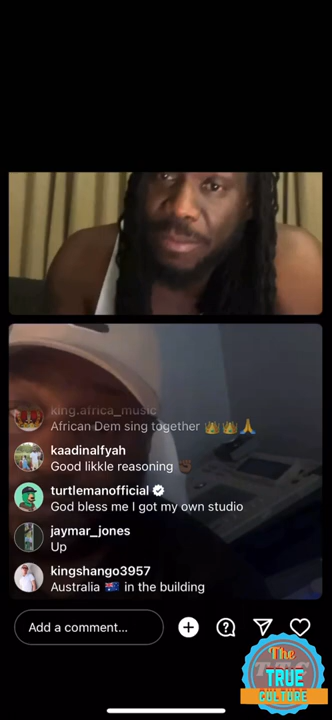 king.africa_music
African Dem sing together 👑👑🙏
kaadinalfyah
Good likkle reasoning ✊🏾
turtlemanofficial
God bless me I got my own studio
jaymar_jones
Up
kingshango3957
Australia 🇦🇺 in the building
Add a comment...
The
TRUE
CULTURE